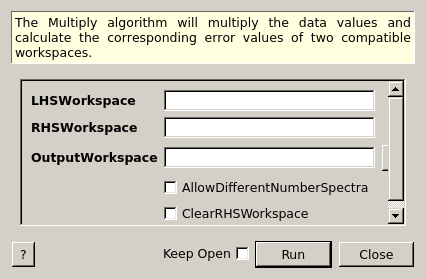 The Multiply algorithm will multiply the data values and
calculate the corresponding error values of two compatible
workspaces.
LHSWorkspace
RHSWorkspace
OutputWorkspace
AllowDifferentNumberSpectra
ClearRHSWorkspace
? Keep Open Run Close